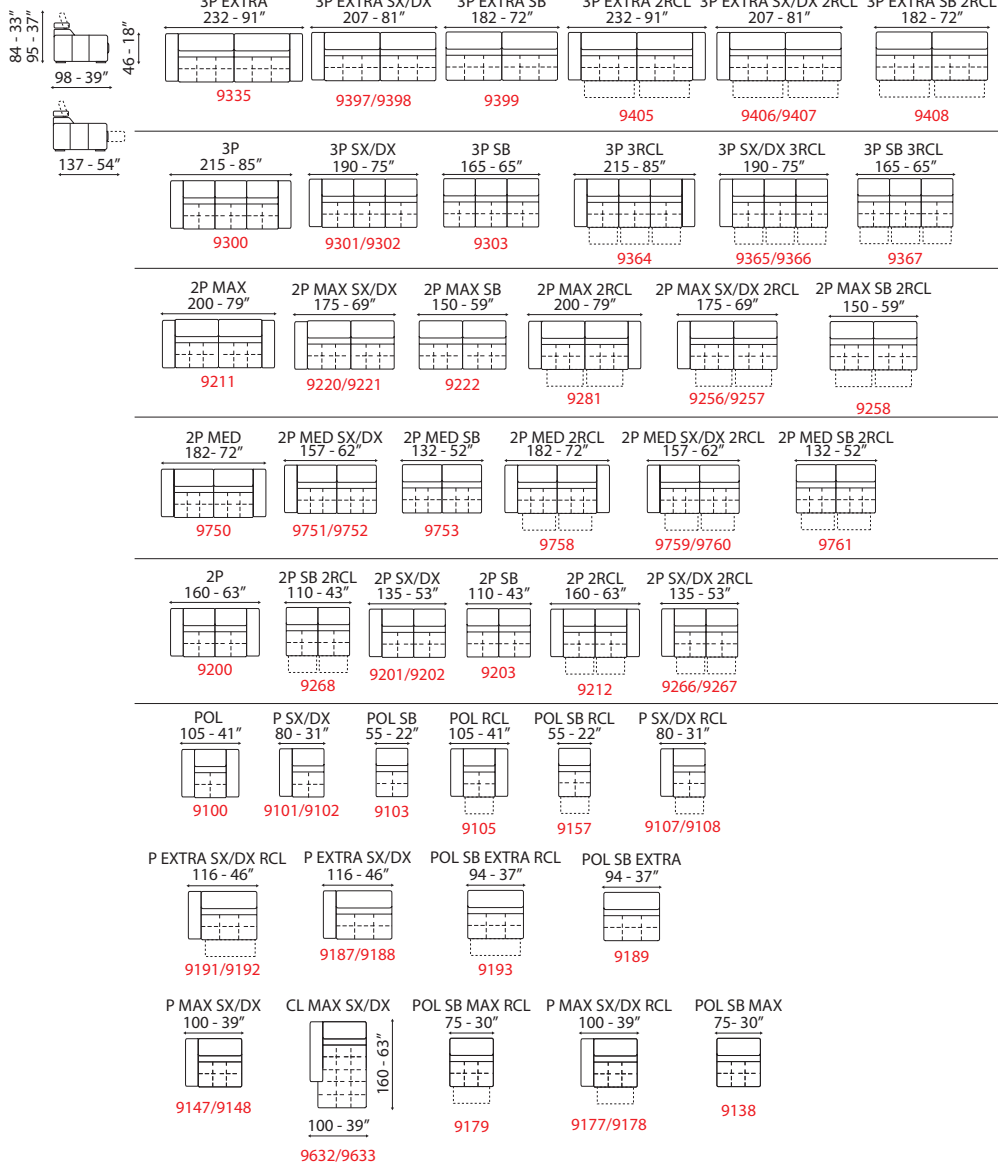 84 - 33”
95 - 37”
46 - 18”
98 - 39”
137 - 54”
3P EXTRA 3P EXTRA SX/DX 3P EXTRA SB 3P EXTRA 2RCL 3P EXTRA SX/DX 2RCL 3P EXTRA SB 2RCL
232 - 91” 207 - 81” 182 - 72” 232 - 91” 207 - 81” 182 - 72”
9335 9397/9398 9399 9405 9406/9407 9408
3P 3P SX/DX 3P SB 3P 3RCL 3P SX/DX 3RCL 3P SB 3RCL
215 - 85” 190 - 75” 165 - 65” 215 - 85” 190 - 75” 165 - 65”
9300 9301/9302 9303 9364 9365/9366 9367
2P MAX 2P MAX SX/DX 2P MAX SB 2P MAX 2RCL 2P MAX SX/DX 2RCL 2P MAX SB 2RCL
200 - 79” 175 - 69” 150 - 59” 200 - 79” 175 - 69” 150 - 59”
9211 9220/9221 9222 9281 9256/9257 9258
2P MED 2P MED SX/DX 2P MED SB 2P MED 2RCL 2P MED SX/DX 2RCL 2P MED SB 2RCL
182- 72” 157 - 62” 132 - 52” 182 - 72” 157 - 62” 132 - 52”
9750 9751/9752 9753 9758 9759/9760 9761
2P 2P SB 2RCL 2P SX/DX 2P SB 2P 2RCL 2P SX/DX 2RCL
160 - 63” 110 - 43” 135 - 53” 110 - 43” 160 - 63” 135 - 53”
9200 9268 9201/9202 9203 9212 9266/9267
POL P SX/DX POL SB POL RCL POL SB RCL P SX/DX RCL
105 - 41” 80 - 31” 55 - 22” 105 - 41” 55 - 22” 80 - 31”
9100 9101/9102 9103 9105 9157 9107/9108
P EXTRA SX/DX RCL P EXTRA SX/DX POL SB EXTRA RCL POL SB EXTRA
116 - 46” 116 - 46” 94 - 37” 94 - 37”
9191/9192 9187/9188 9193 9189
P MAX SX/DX CL MAX SX/DX POL SB MAX RCL P MAX SX/DX RCL POL SB MAX
100 - 39” 75 - 30” 100 - 39” 75- 30”
160 - 63”
9147/9148 9179 9177/9178 9138
100 - 39”
9632/9633